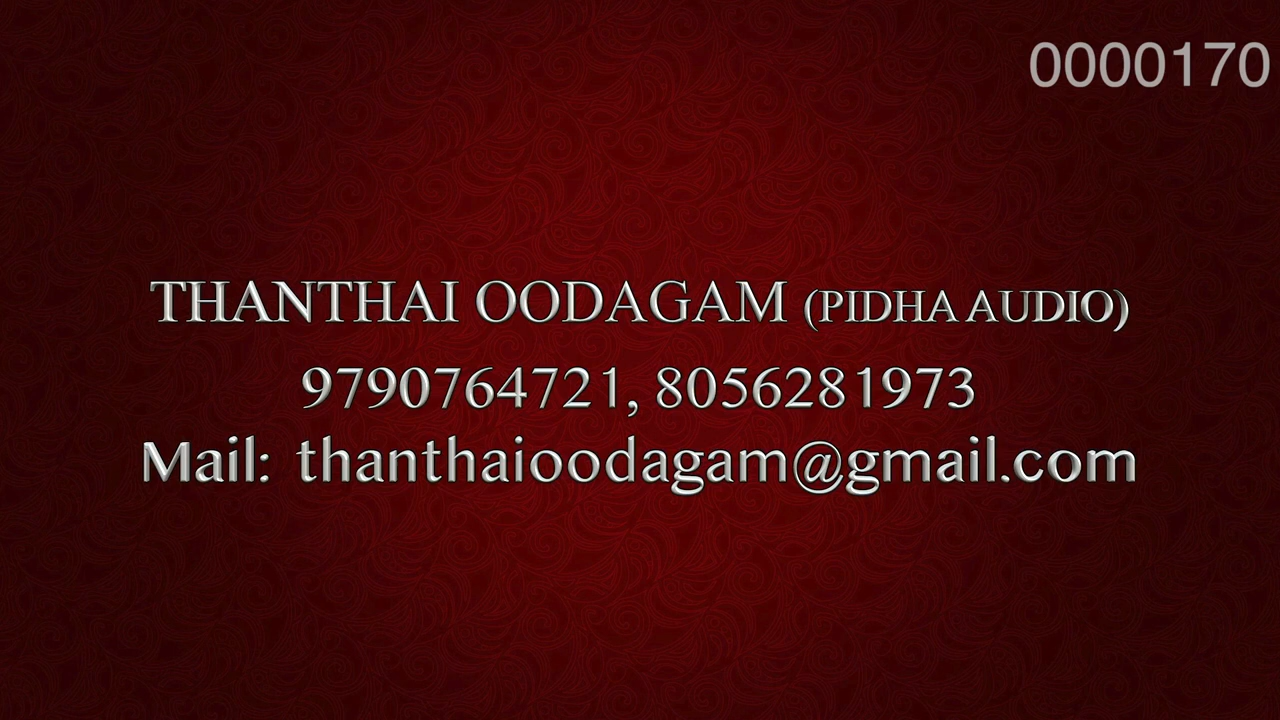 0000170
THANTHAI OODAGAM (PIDHA AUDIO)
9790764721, 8056281973
Mail: thanthaioodagam@gmail.com